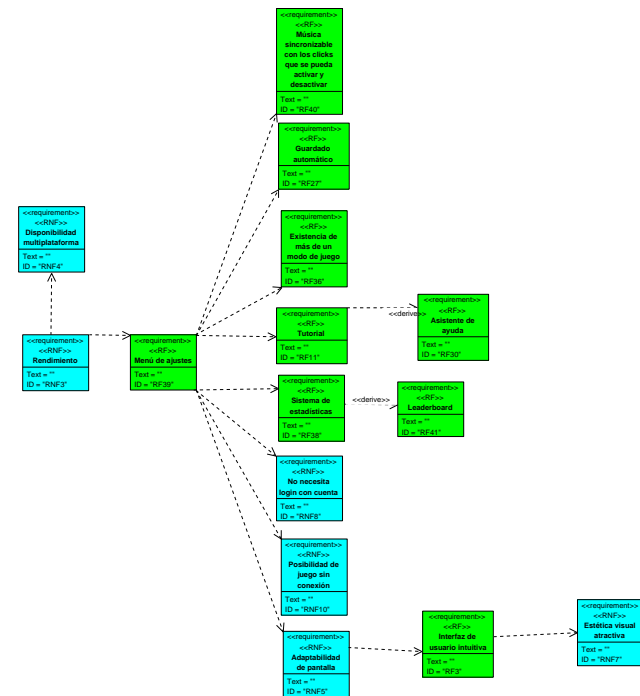 <<requirement>>
<<RF>>
Música
sincronizable
con los clicks
que se pueda
activar y
desactivar
Text = ""
ID = "RF40"
<<requirement>>
<<RF>>
Guardado
automático
Text = ""
ID = "RF27"
<<requirement>>
<<RNF>>
Disponibilidad
multiplataforma
Text = ""
ID = "RNF4"
<<requirement>>
<<RF>>
Existencia de
más de un
modo de juego
Text = ""
ID = "RF36"
<<requirement>>
<<RNF>>
Rendimiento
Text = ""
ID = "RNF3"
<<requirement>>
<<RF>>
Menú de ajustes
Text = ""
ID = "RF39"
<<requirement>>
<<RF>>
Tutorial
Text = ""
ID = "RF11"
<<derive>>
<<requirement>>
<<RF>>
Asistente de
ayuda
Text = ""
ID = "RF30"
<<requirement>>
<<RF>>
Sistema de
estadísticas
Text = ""
ID = "RF38"
<<derive>>
<<requirement>>
<<RF>>
Leaderboard
Text = ""
ID = "RF41"
<<requirement>>
<<RNF>>
No necesita
login con cuenta
Text = ""
ID = "RNF8"
<<requirement>>
<<RNF>>
Posibilidad de
juego sin
conexión
Text = ""
ID = "RNF10"
<<requirement>>
<<RNF>>
Adaptabilidad
de pantalla
Text = ""
ID = "RNF5"
<<requirement>>
<<RF>>
Interfaz de
usuario intuitiva
Text = ""
ID = "RF3"
<<requirement>>
<<RNF>>
Estética visual
atractiva
Text = ""
ID = "RNF7"